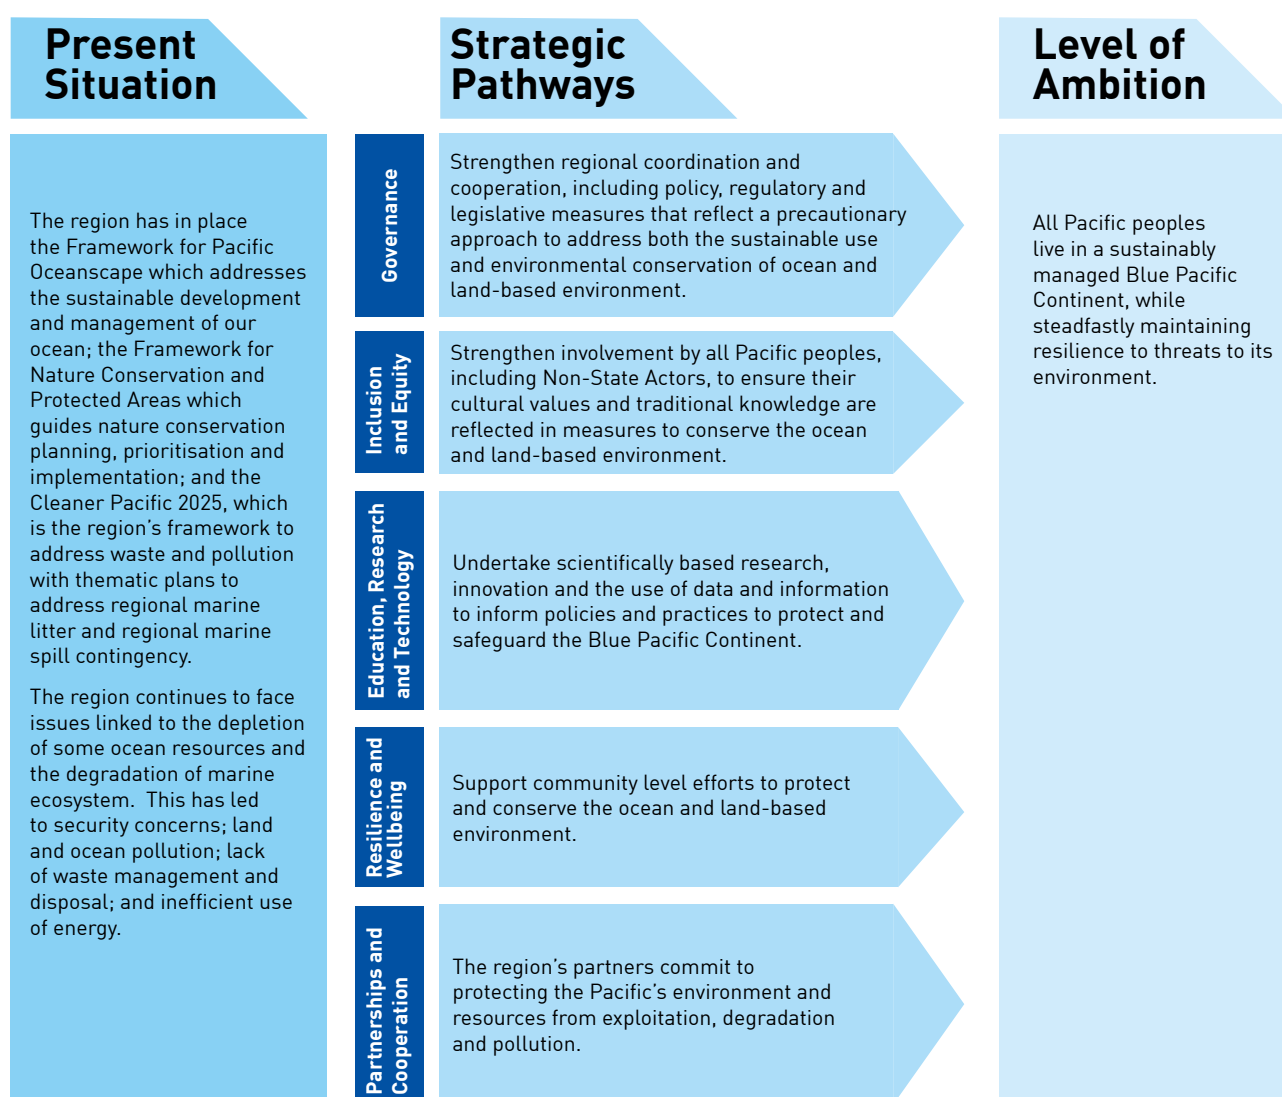 Present
Situation
The region has in place
the Framework for Pacific
Oceanscape which addresses
the sustainable development
and management of our
ocean; the Framework for
Nature Conservation and
Protected Areas which
guides nature conservation
planning, prioritisation and
implementation; and the
Cleaner Pacific 2025, which
is the region's framework to
address waste and pollution
with thematic plans to
address regional marine
litter and regional marine
spill contingency.
The region continues to face
issues linked to the depletion
of some ocean resources and
the degradation of marine
ecosystem.  This has led
to security concerns; land
and ocean pollution; lack
of waste management and
disposal; and inefficient use
of energy.
Strategic
Pathways
Governance
Strengthen regional coordination and
cooperation, including policy, regulatory and
legislative measures that reflect a precautionary
approach to address both the sustainable use
and environmental conservation of ocean and
land-based environment.
Inclusion
and Equity
Strengthen involvement by all Pacific peoples,
including Non-State Actors, to ensure their
cultural values and traditional knowledge are
reflected in measures to conserve the ocean
and land-based environment.
Education, Research
and Technology
Undertake scientifically based research,
innovation and the use of data and information
to inform policies and practices to protect and
safeguard the Blue Pacific Continent.
Resilience and
Wellbeing
Support community level efforts to protect
and conserve the ocean and land-based
environment.
Partnerships and
Cooperation
The region's partners commit to
protecting the Pacific's environment and
resources from exploitation, degradation
and pollution.
Level of
Ambition
All Pacific peoples
live in a sustainably
managed Blue Pacific
Continent, while
steadfastly maintaining
resilience to threats to its
environment.